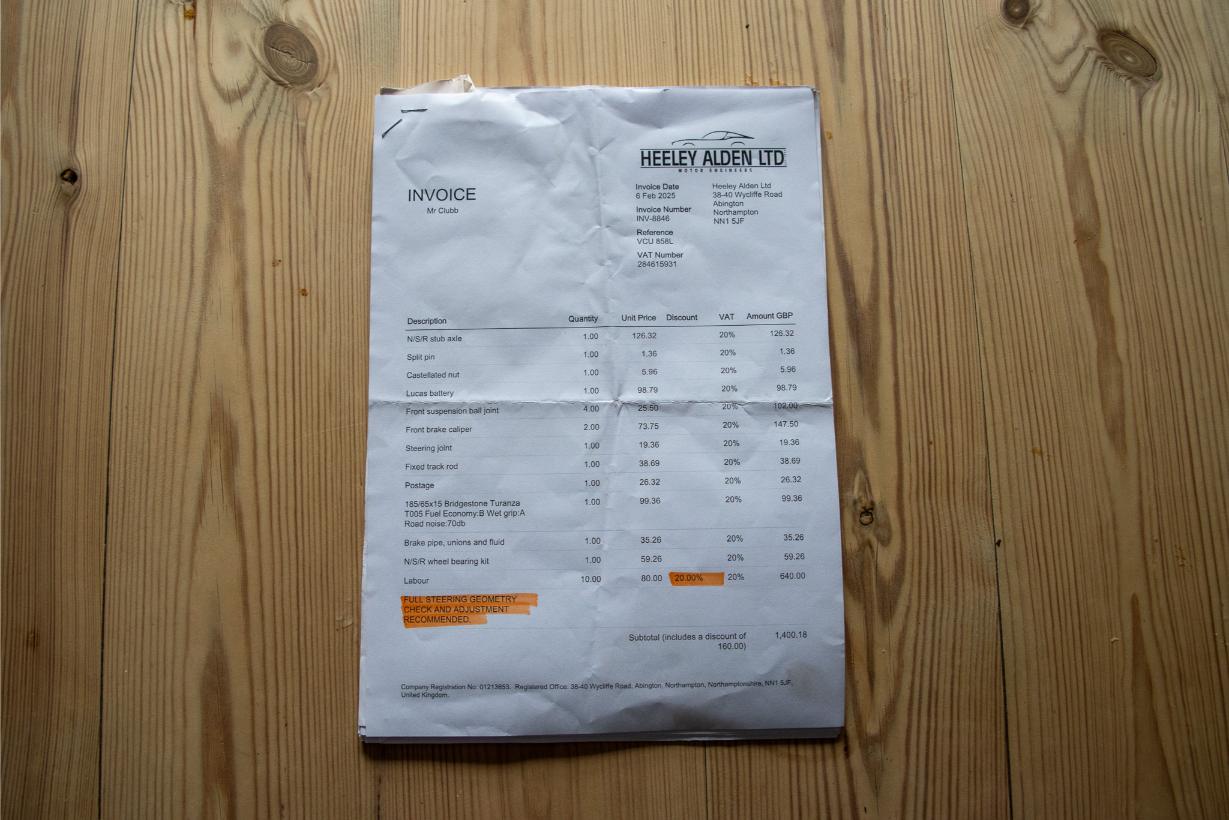 HEELEY ALDEN LTD
MOTOR ENGINEERS
INVOICE
Mr Clubb
Invoice Date
6 Feb 2025
Invoice Number
INV-8846
Reference
VCU 858L
VAT Number
284615931
Heeley Alden Ltd
38-40 Wycliffe Road
Abington
Northampton
NN1 5JF
Description Quantity Unit Price Discount VAT Amount GBP
N/S/R stub axle 1.00 126.32 20% 126.32
Split pin 1.00 1.36 20% 1.36
Castellated nut 1.00 5.96 20% 5.96
Lucas battery 1.00 98.79 20% 98.79
Front suspension ball joint 4.00 25.50 20% 102.00
Front brake caliper 2.00 73.75 20% 147.50
Steering joint 1.00 19.36 20% 19.36
Fixed track rod 1.00 38.69 20% 38.69
Postage 1.00 26.32 20% 26.32
185/65x15 Bridgestone Turanza 1.00 99.36 20% 99.36
T005 Fuel Economy:B Wet grip:A
Road noise:70db
Brake pipe, unions and fluid 1.00 35.26 20% 35.26
N/S/R wheel bearing kit 1.00 59.26 20% 59.26
Labour 10.00 80.00 20.00% 20% 640.00
FULL STEERING GEOMETRY
CHECK AND ADJUSTMENT
RECOMMENDED.
Subtotal (includes a discount of 1,400.18
160.00)
Company Registration No: 01213653. Registered Office: 38-40 Wycliffe Road, Abington, Northampton, Northamptonshire, NN1 5JF,
United Kingdom.